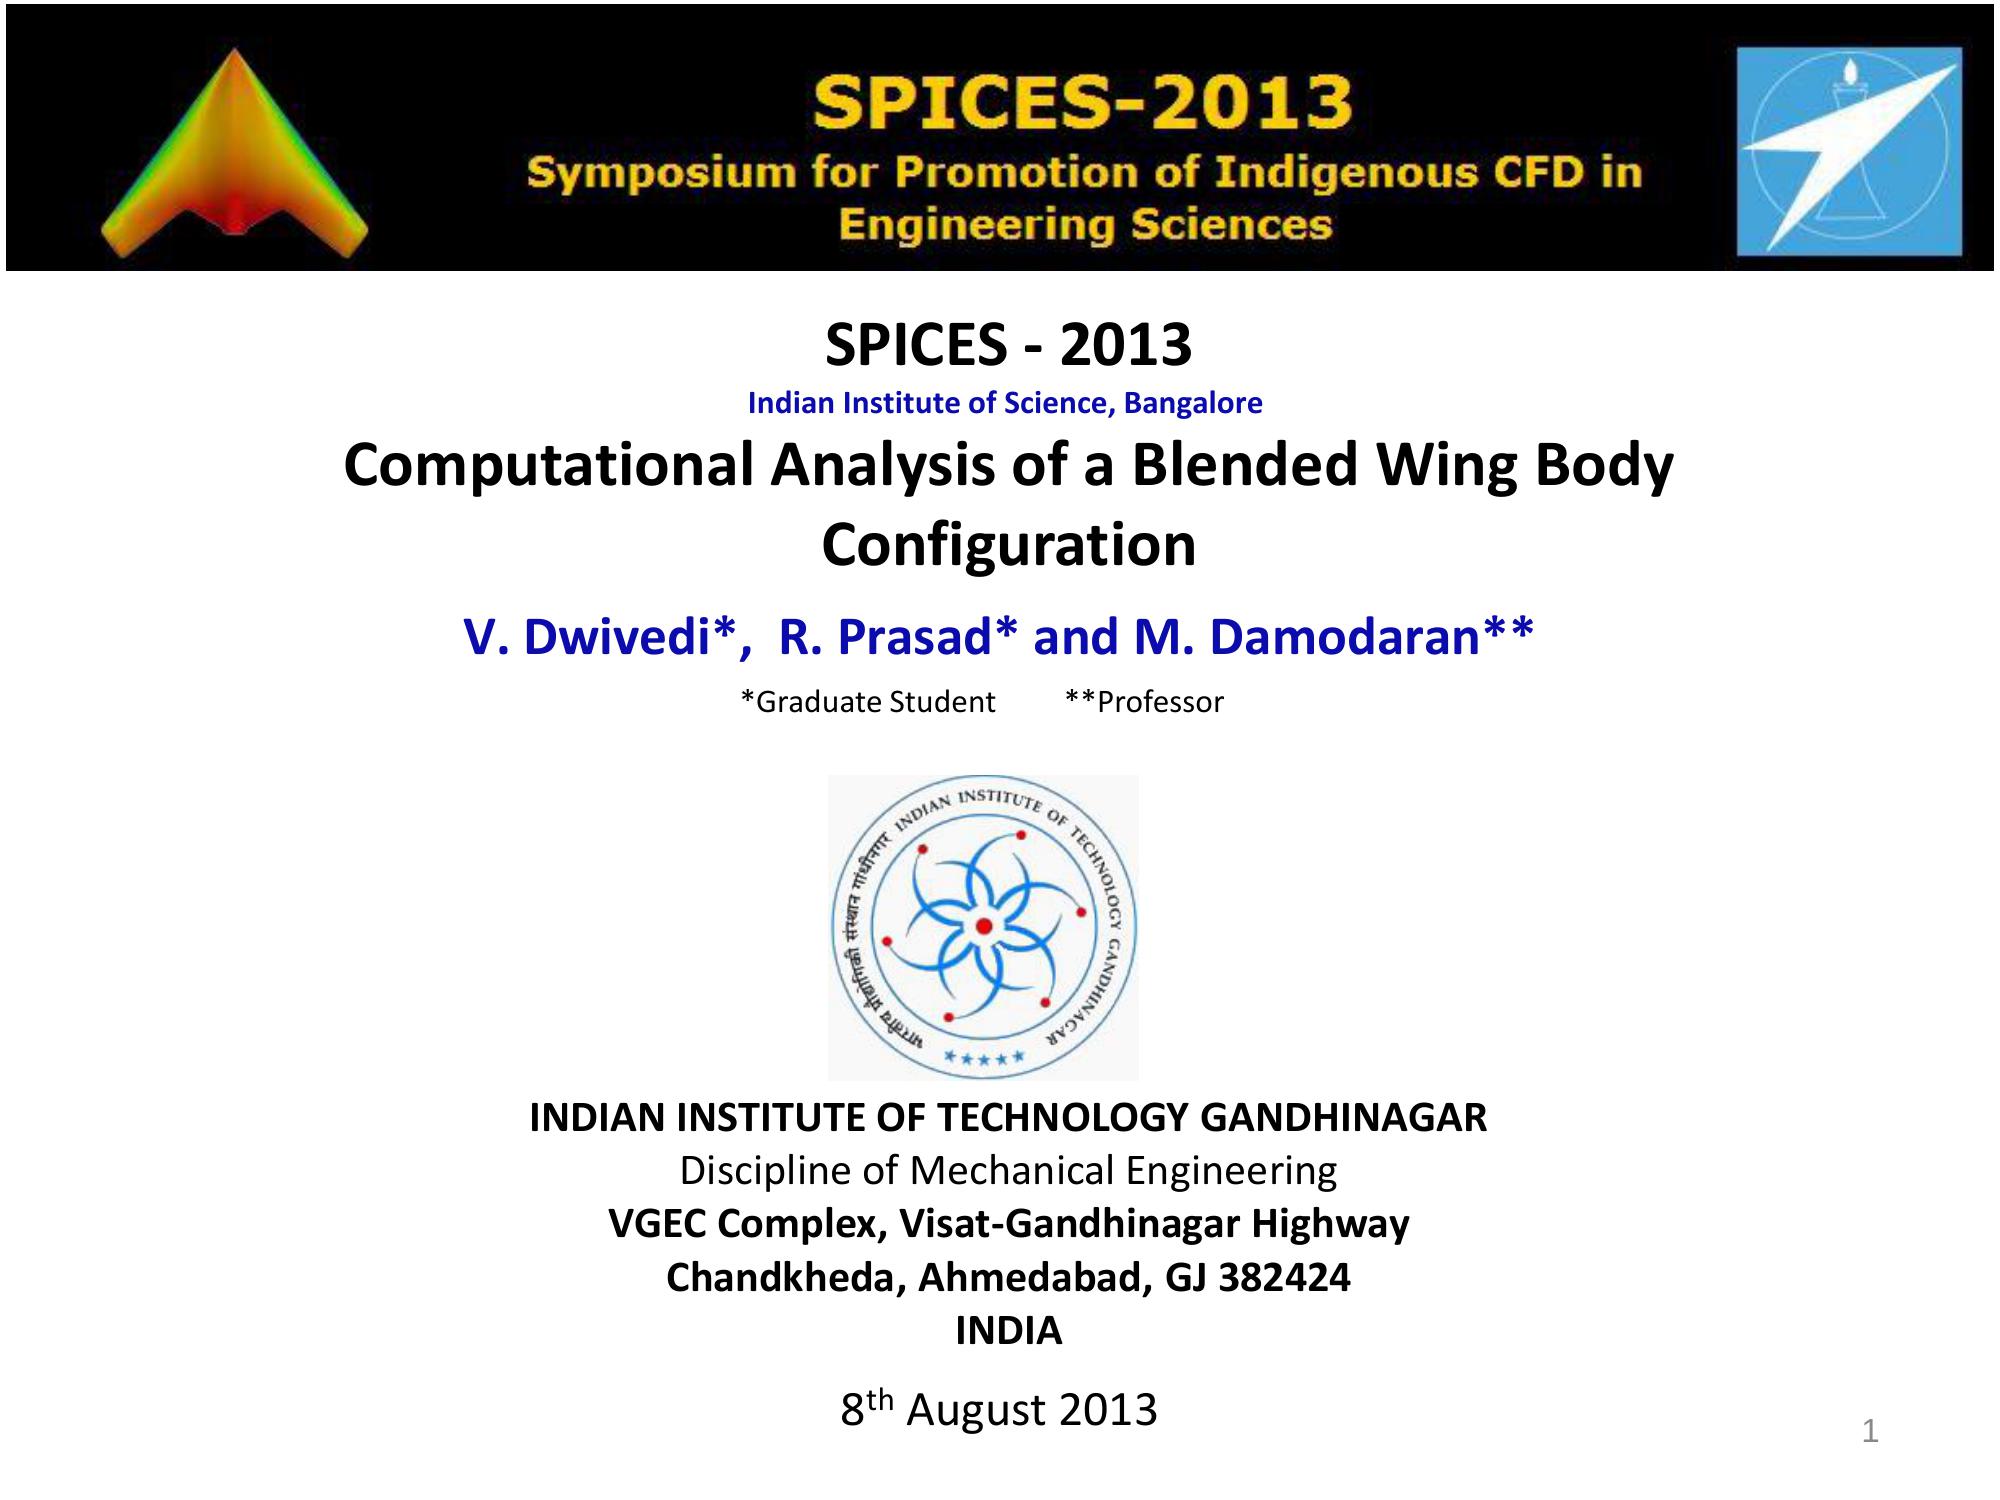 SPICES-2013
Symposium for Promotion of Indigenous CFD in
Engineering Sciences
SPICES - 2013
Indian Institute of Science, Bangalore
Computational Analysis of a Blended Wing Body
Configuration
V. Dwivedi*, R. Prasad* and M. Damodaran**
*Graduate Student **Professor
भारतीय प्रौद्योगिकी संस्थान गांधीनगर INDIAN INSTITUTE OF TECHNOLOGY GANDHINAGAR
INDIAN INSTITUTE OF TECHNOLOGY GANDHINAGAR
Discipline of Mechanical Engineering
VGEC Complex, Visat-Gandhinagar Highway
Chandkheda, Ahmedabad, GJ 382424
INDIA
8th August 2013
1